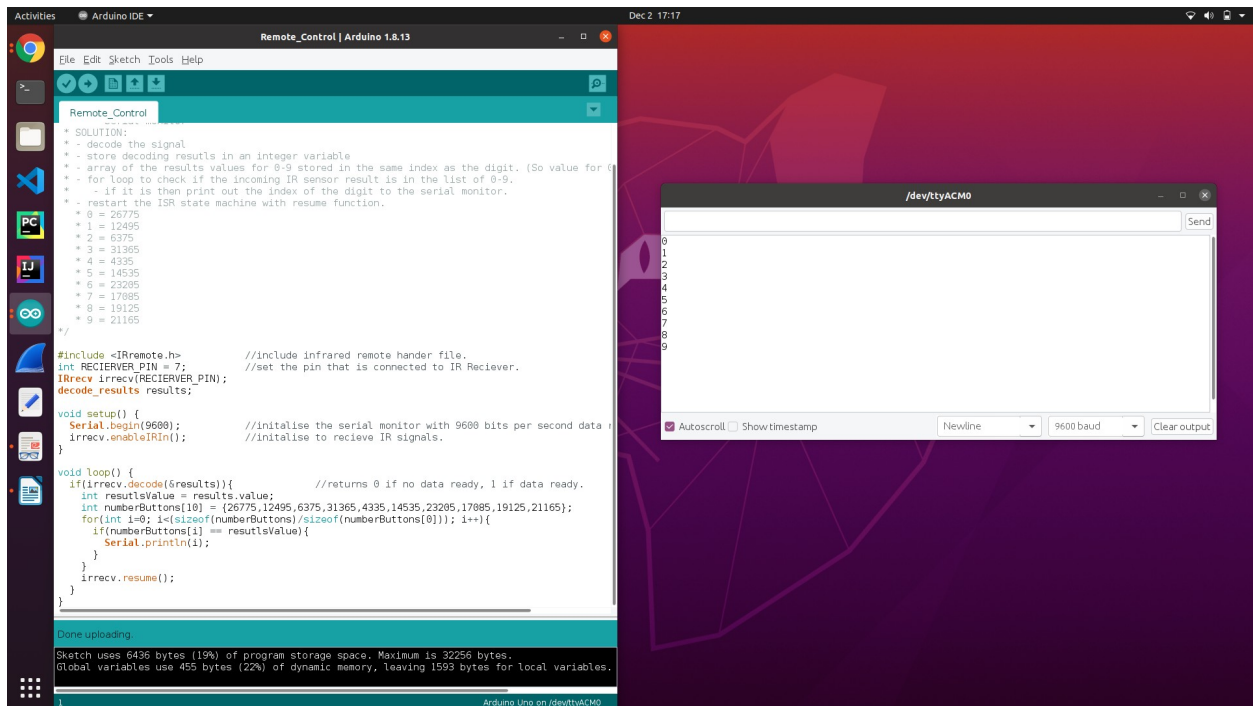 Activities
Arduino IDE
Dec 2 17:17
Remote_Control | Arduino 1.8.13
File Edit Sketch Tools Help
Remote_Control
* SOLUTION:
* - decode the signal
* - store decoding resutls in an integer variable
* - array of the results values for 0-9 stored in the same index as the digit. (So value for
* - for loop to check if the incoming IR sensor result is in the list of 0-9.
* - if it is then print out the index of the digit to the serial monitor.
* - restart the ISR state machine with resume function.
* 0 = 26775
* 1 = 12495
* 2 = 6375
* 3 = 31365
* 4 = 4335
* 5 = 14535
* 6 = 23205
* 7 = 17085
* 8 = 19125
* 9 = 21165
*/
#include <IRremote.h> //include infrared remote hander file.
int RECIERVER_PIN = 7; //set the pin that is connected to IR Reciever.
IRrecv irrecv(RECIERVER_PIN);
decode_results results;
void setup() {
Serial.begin(9600); //initalise the serial monitor with 9600 bits per second data
irrecv.enableIRIn(); //initalise to recieve IR signals.
}
void loop() {
if(irrecv.decode(&results)){ //returns 0 if no data ready, 1 if data ready.
int resutlsValue = results.value;
int numberButtons[10] = {26775,12495,6375,31365,4335,14535,23205,17085,19125,21165};
for(int i=0; i<(sizeof(numberButtons)/sizeof(numberButtons[0])); i++){
if(numberButtons[i] == resutlsValue){
Serial.println(i);
}
}
irrecv.resume();
}
}
Done uploading.
Sketch uses 6436 bytes (19%) of program storage space. Maximum is 32256 bytes.
Global variables use 455 bytes (22%) of dynamic memory, leaving 1593 bytes for local variables.
1
Arduino Uno on /dev/ttyACM0
/dev/ttyACM0
Send
0
1
2
3
4
5
6
7
8
9
Autoscroll Show timestamp
Newline
9600 baud
Clear output
PC
IJ